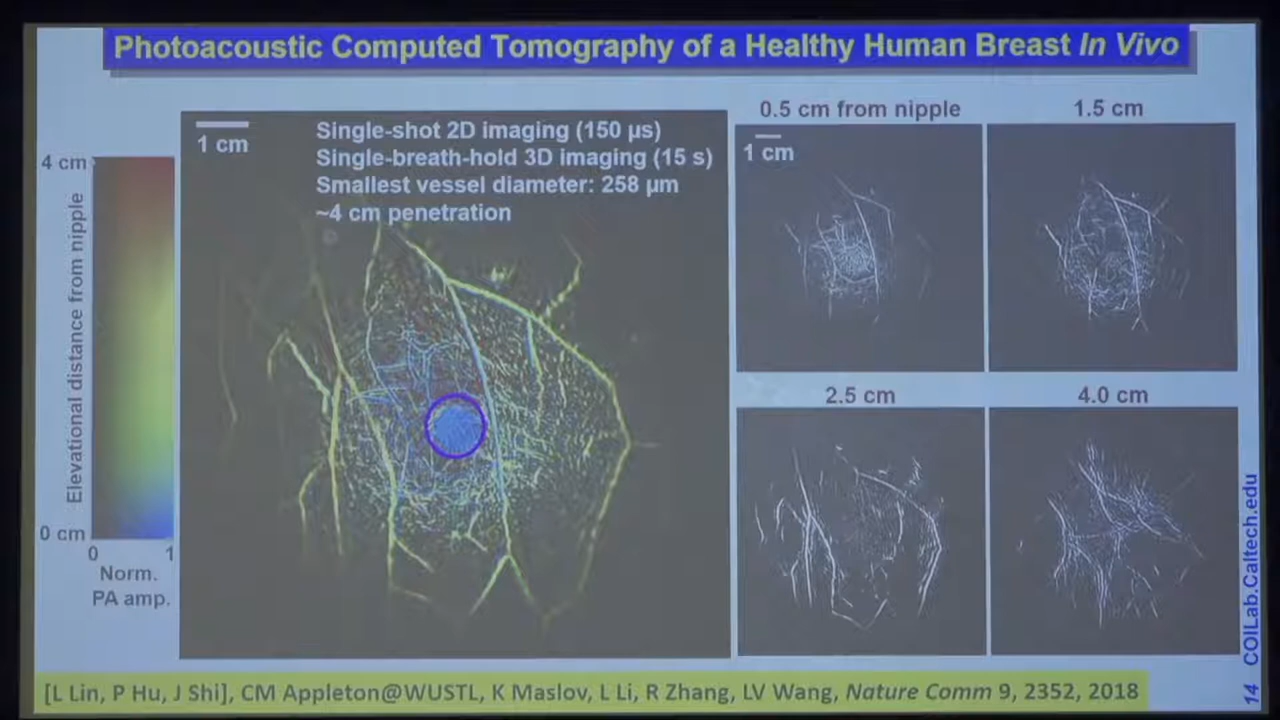 Photoacoustic Computed Tomography of a Healthy Human Breast In Vivo
1 cm
Single-shot 2D imaging (150 µs)
Single-breath-hold 3D imaging (15 s)
Smallest vessel diameter: 258 µm
~4 cm penetration
4 cm
Elevational distance from nipple
0 cm
0 1
Norm.
PA amp.
0.5 cm from nipple
1 cm
1.5 cm
2.5 cm
4.0 cm
14 COILab.Caltech.edu
[L Lin, P Hu, J Shi], CM Appleton@WUSTL, K Maslov, L Li, R Zhang, LV Wang, Nature Comm 9, 2352, 2018